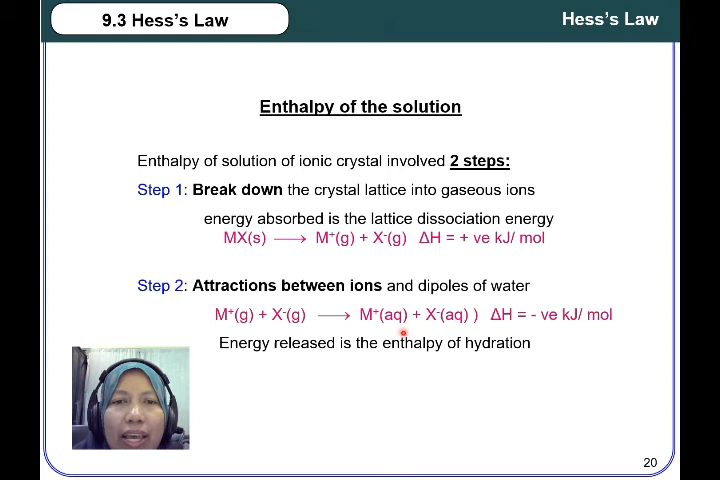 9.3 Hess's Law
Hess's Law
Enthalpy of the solution
Enthalpy of solution of ionic crystal involved 2 steps:
Step 1: Break down the crystal lattice into gaseous ions
energy absorbed is the lattice dissociation energy
MX(s) ⟶ M⁺(g) + X⁻(g) ΔH = + ve kJ/ mol
Step 2: Attractions between ions and dipoles of water
M⁺(g) + X⁻(g) ⟶ M⁺(aq) + X⁻(aq) ) ΔH = - ve kJ/ mol
Energy released is the enthalpy of hydration
20